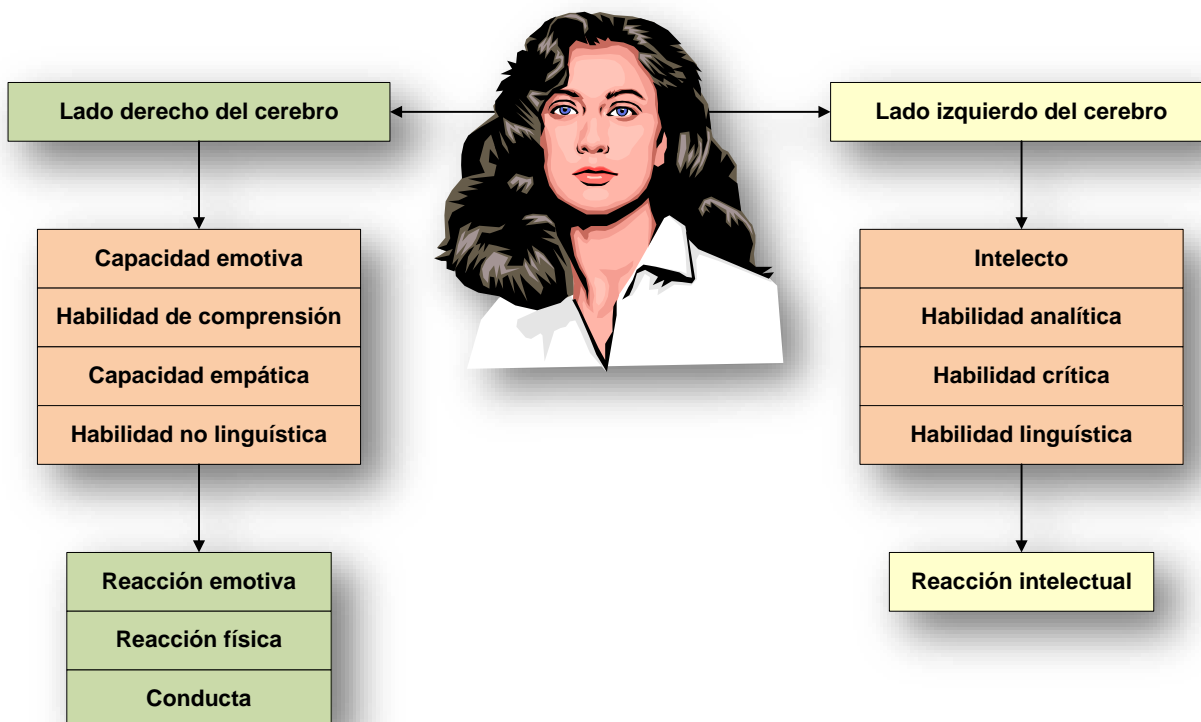 Lado derecho del cerebro
Lado izquierdo del cerebro
Capacidad emotiva
Habilidad de comprensión
Capacidad empática
Habilidad no linguística
Intelecto
Habilidad analítica
Habilidad crítica
Habilidad linguística
Reacción emotiva
Reacción física
Conducta
Reacción intelectual